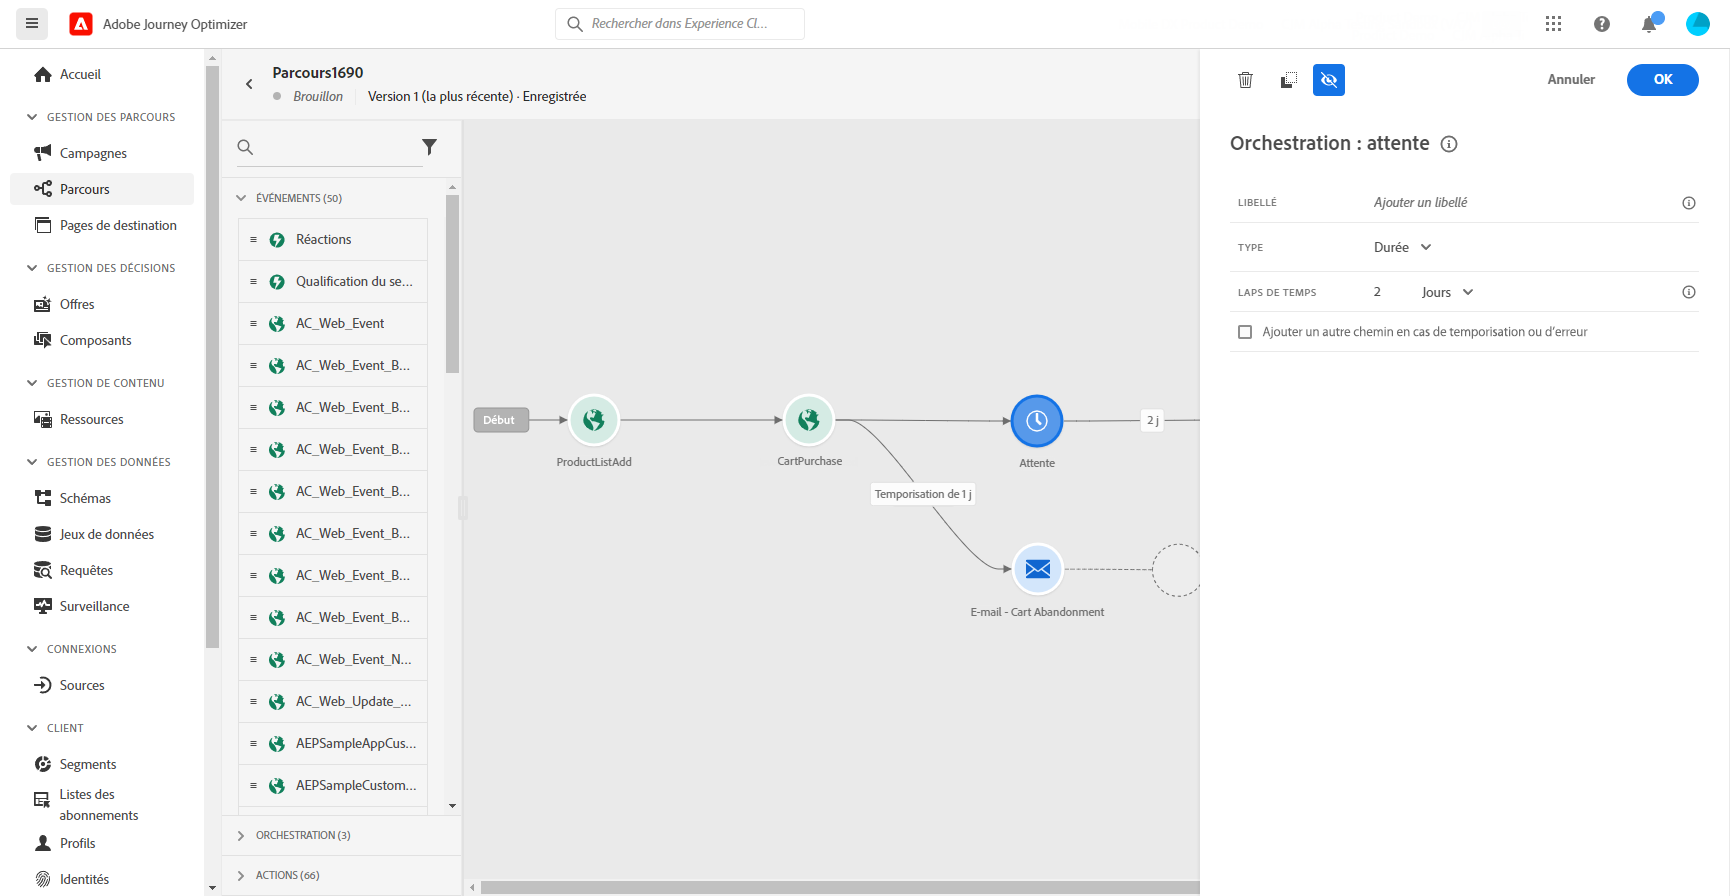 Adobe Journey Optimizer
Rechercher dans Experience Cl...
Accueil
GESTION DES PARCOURS
Campagnes
Parcours
Pages de destination
GESTION DES DÉCISIONS
Offres
Composants
GESTION DE CONTENU
Ressources
GESTION DES DONNÉES
Schémas
Jeux de données
Requêtes
Surveillance
CONNEXIONS
Sources
CLIENT
Segments
Listes des
abonnements
Profils
Identités
Parcours1690
Brouillon
Version 1 (la plus récente) · Enregistrée
ÉVÉNEMENTS (50)
Réactions
Qualification du se...
AC_Web_Event
AC_Web_Event_B...
AC_Web_Event_B...
AC_Web_Event_B...
AC_Web_Event_B...
AC_Web_Event_B...
AC_Web_Event_B...
AC_Web_Event_B...
AC_Web_Event_N...
AC_Web_Update_...
AEPSampleAppCus...
AEPSampleCustom...
ORCHESTRATION (3)
ACTIONS (66)
Début
ProductListAdd
CartPurchase
Attente
2 j
Temporisation de 1 j
E-mail - Cart Abandonment
Annuler
OK
Orchestration : attente
LIBELLÉ
Ajouter un libellé
TYPE
Durée
LAPS DE TEMPS
2
Jours
Ajouter un autre chemin en cas de temporisation ou d'erreur